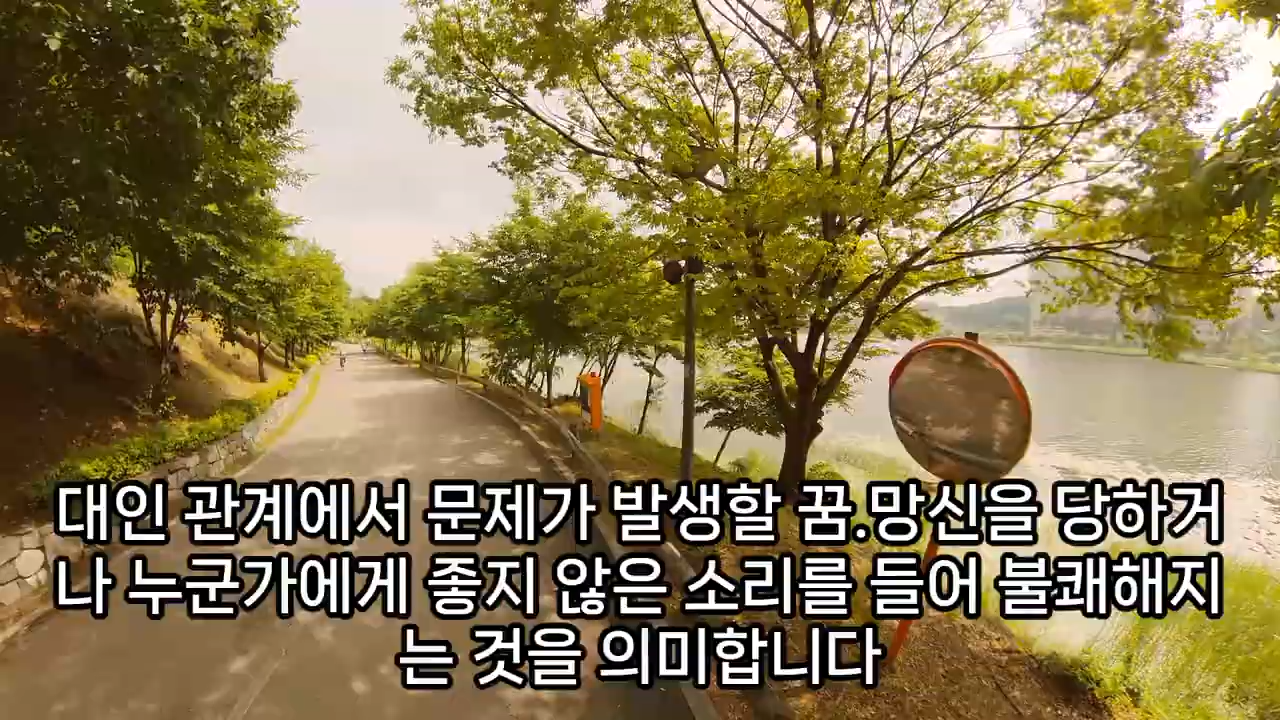 대인 관계에서 문제가 발생할 꿈.망신을 당하거
나 누군가에게 좋지 않은 소리를 들어 불쾌해지
는 것을 의미합니다